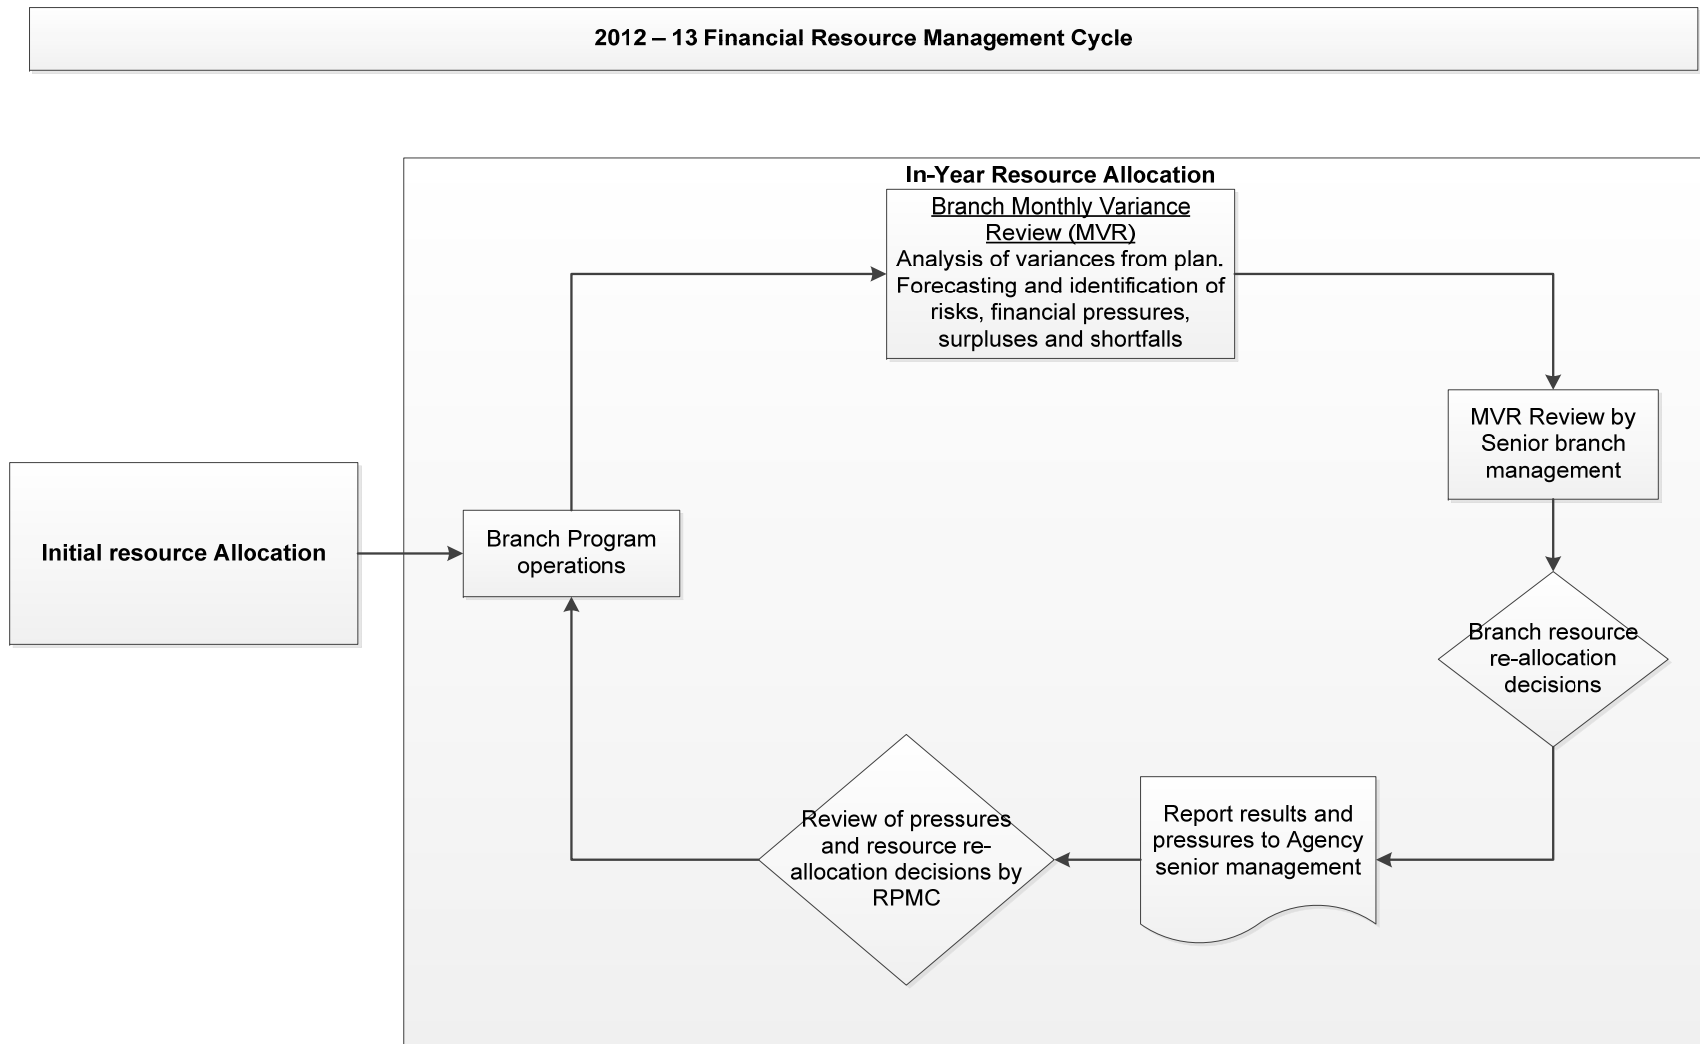 2012 – 13 Financial Resource Management Cycle
In-Year Resource Allocation
Branch Monthly Variance
Review (MVR)
Analysis of variances from plan.
Forecasting and identification of
risks, financial pressures,
surpluses and shortfalls
MVR Review by
Senior branch
management
Initial resource Allocation
Branch Program
operations
Branch resource
re-allocation
decisions
Review of pressures
and resource re-
allocation decisions by
RPMC
Report results and
pressures to Agency
senior management